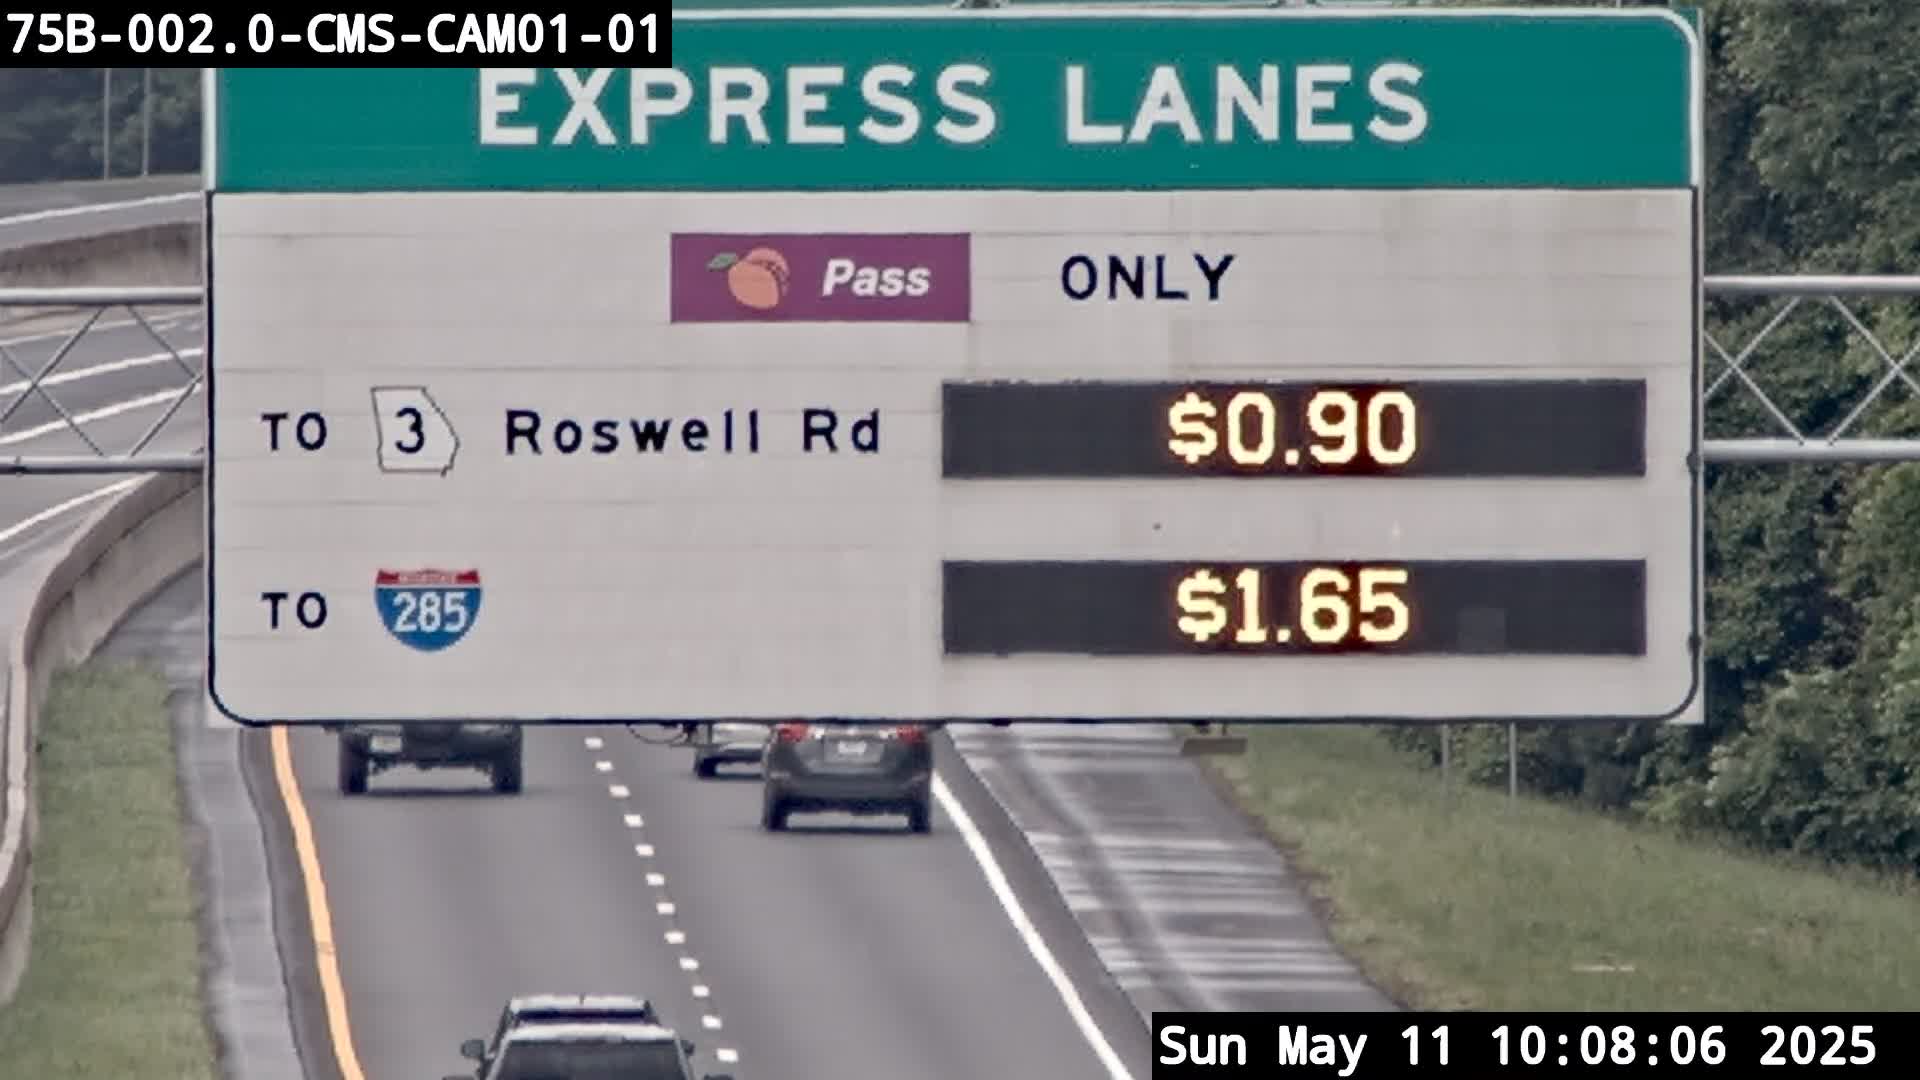 75B-002.0-CMS-CAM01-01
EXPRESS LANES
Pass ONLY
TO 3 Roswell Rd $0.90
TO 285 $1.65
Sun May 11 10:08:06 2025